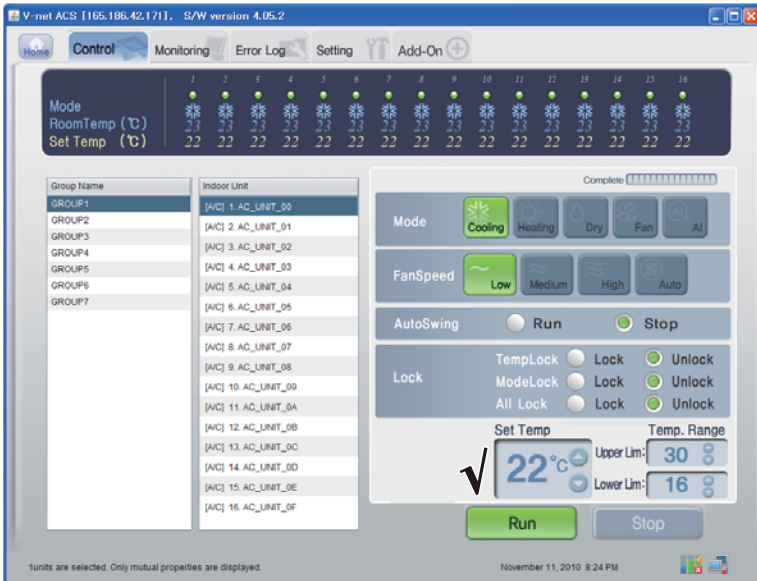 V-net ACS [165.186.42.171], S/W version 4.05.2
Home Control Monitoring Error Log Setting Add-On
1 2 3 4 5 6 7 8 9 10 11 12 13 14 15 16
Mode
RoomTemp (℃) 23 23 23 23 23 23 23 23 23 23 23 23 23 23 23 23
Set Temp (℃) 22 22 22 22 22 22 22 22 22 22 22 22 22 22 22 22
Complete
Group Name
GROUP1
GROUP2
GROUP3
GROUP4
GROUP5
GROUP6
GROUP7
Indoor Unit
[A/C] 1. AC_UNIT_00
[A/C] 2. AC_UNIT_01
[A/C] 3. AC_UNIT_02
[A/C] 4. AC_UNIT_03
[A/C] 5. AC_UNIT_04
[A/C] 6. AC_UNIT_05
[A/C] 7. AC_UNIT_06
[A/C] 8. AC_UNIT_07
[A/C] 9. AC_UNIT_08
[A/C] 10. AC_UNIT_09
[A/C] 11. AC_UNIT_0A
[A/C] 12. AC_UNIT_0B
[A/C] 13. AC_UNIT_0C
[A/C] 14. AC_UNIT_0D
[A/C] 15. AC_UNIT_0E
[A/C] 16. AC_UNIT_0F
Mode Cooling Heating Dry Fan AI
FanSpeed Low Medium High Auto
AutoSwing Run Stop
Lock
TempLock Lock Unlock
ModeLock Lock Unlock
All Lock Lock Unlock
Set Temp Temp. Range
22°c Upper Lim: 30
Lower Lim: 16
√
Run Stop
1units are selected. Only mutual properties are displayed. November 11, 2010 8:24 PM